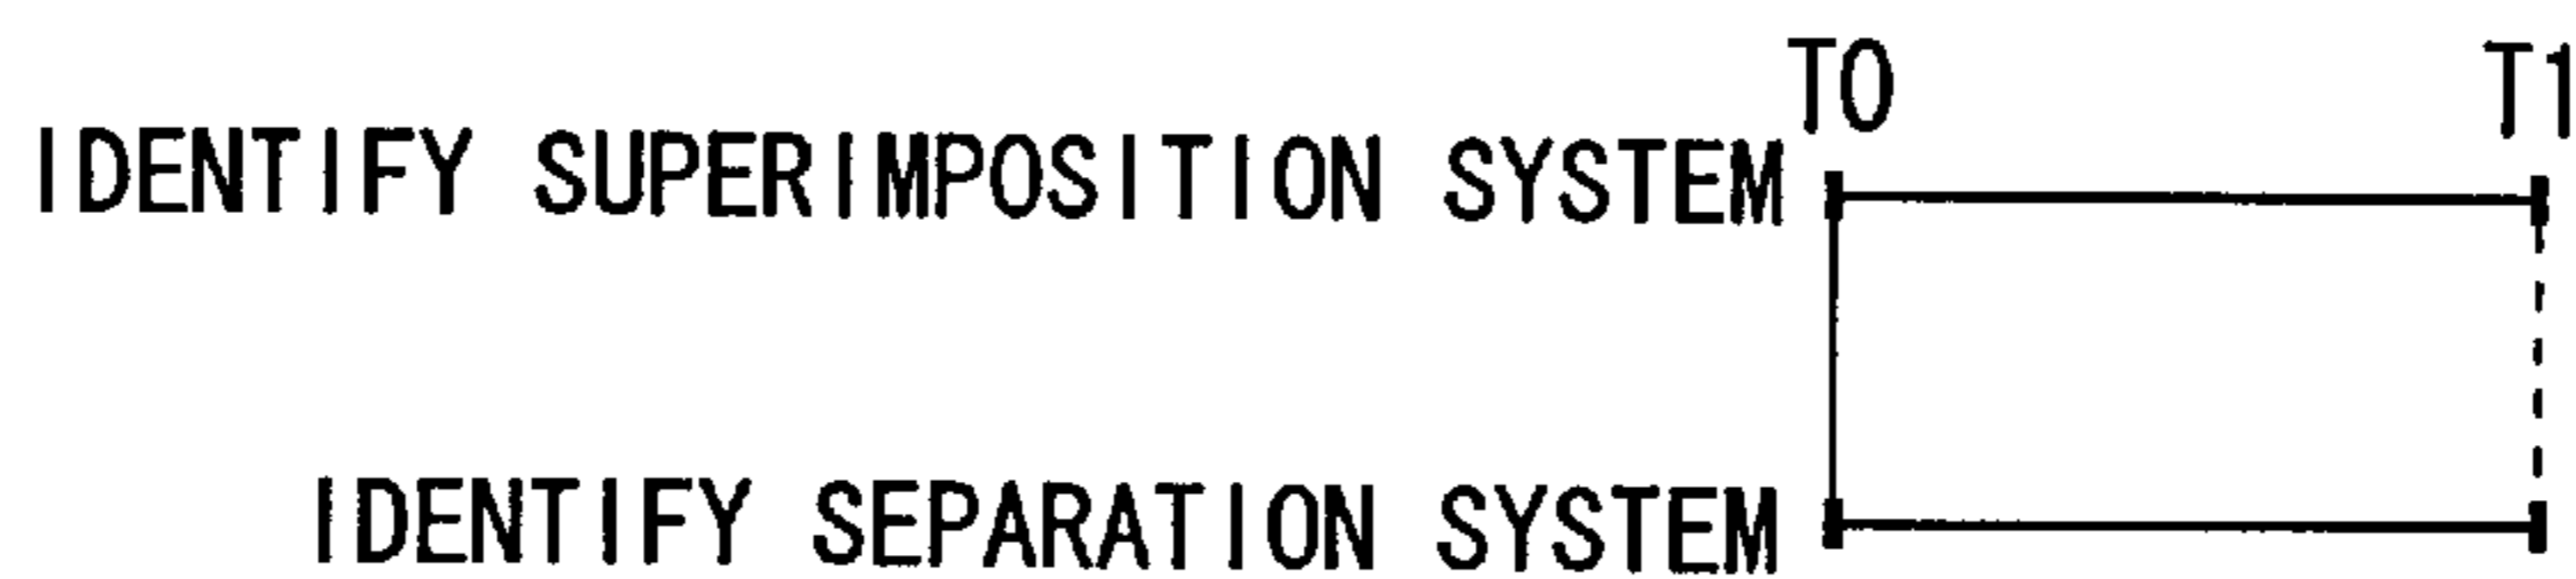 T0 T1
IDENTIFY SUPERIMPOSITION SYSTEM
IDENTIFY SEPARATION SYSTEM